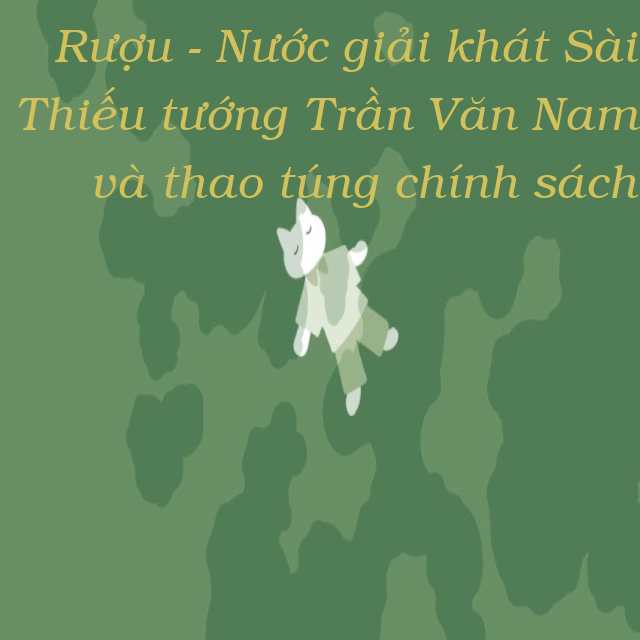 Rượu - Nước giải khát Sài
Thiếu tướng Trần Văn Nam
và thao túng chính sách